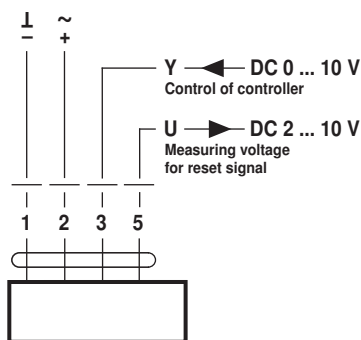 ⊥ ~
− +
Y DC 0 ... 10 V
Control of controller
U DC 2 ... 10 V
Measuring voltage
for reset signal
1 2 3 5